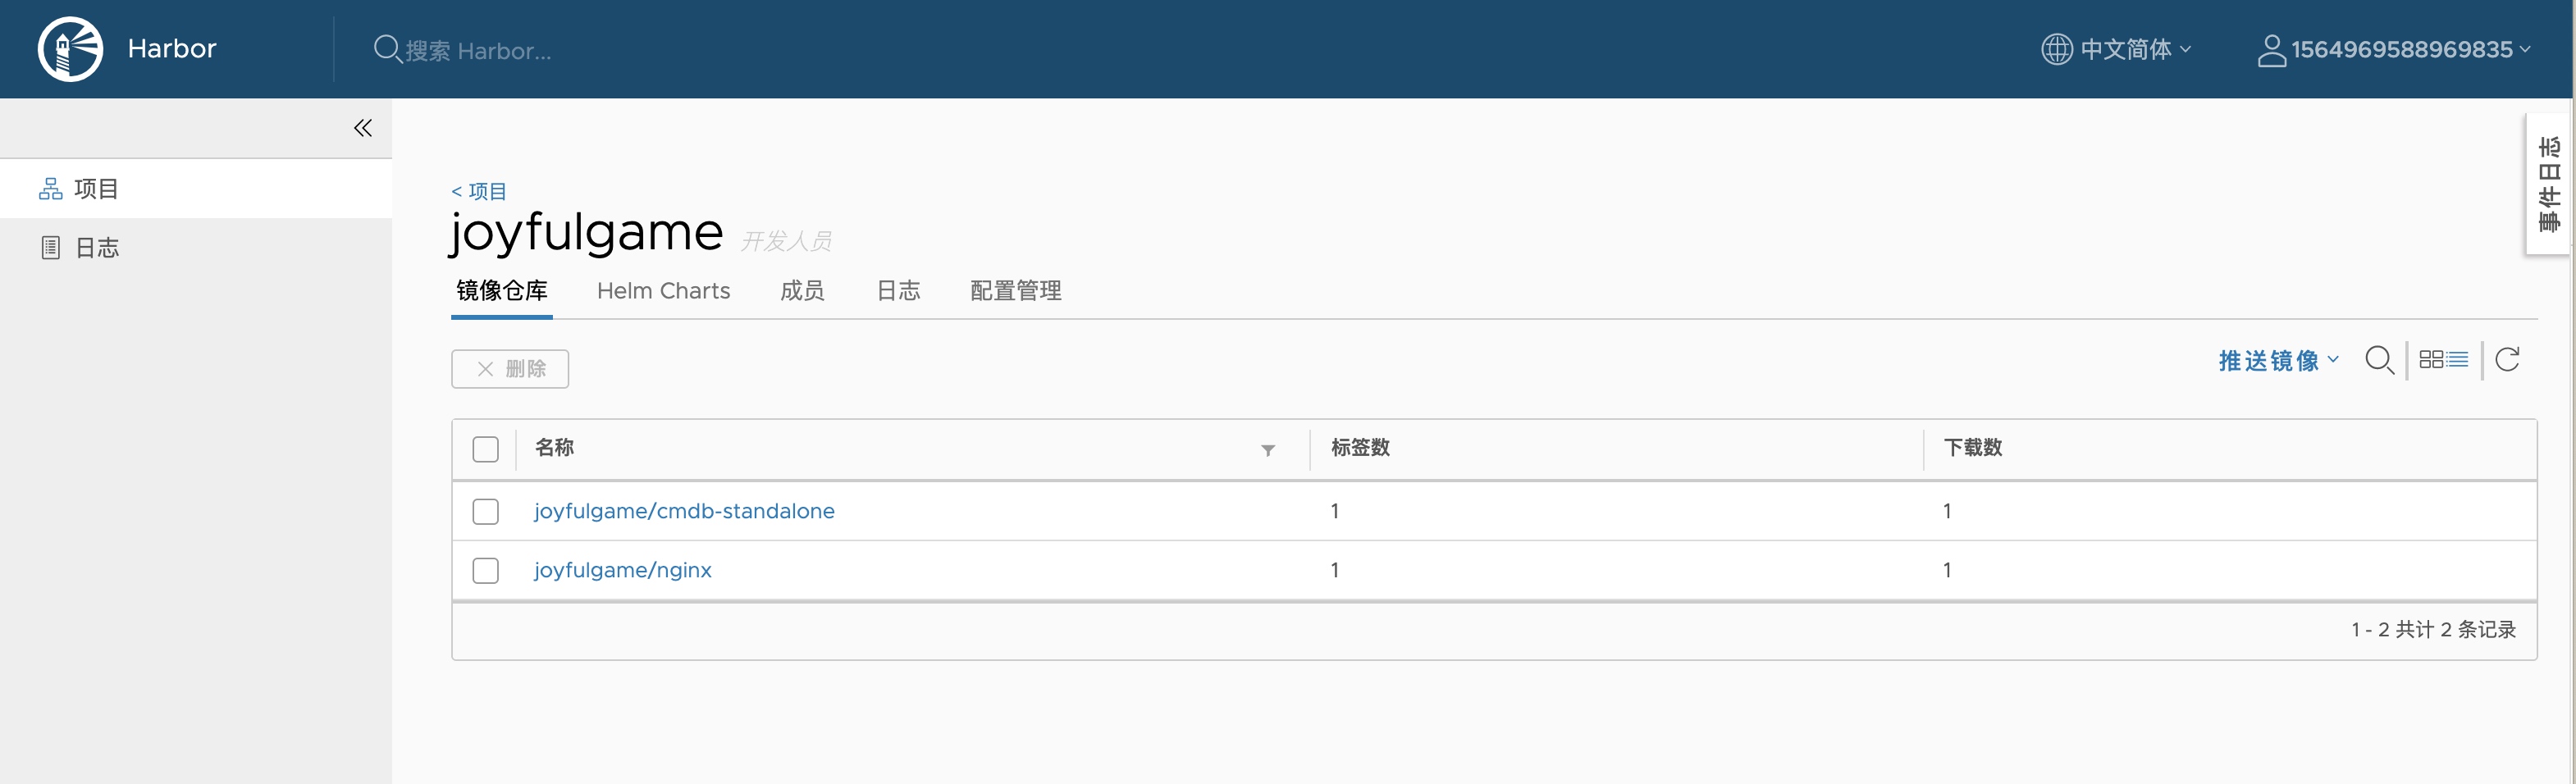 Harbor
搜索 Harbor...
中文简体
1564969588969835
事件日志
项目
日志
< 项目
joyfulgame 开发人员
镜像仓库 Helm Charts 成员 日志 配置管理
删除
推送镜像
名称 标签数 下载数
joyfulgame/cmdb-standalone 1 1
joyfulgame/nginx 1 1
1 - 2 共计 2 条记录